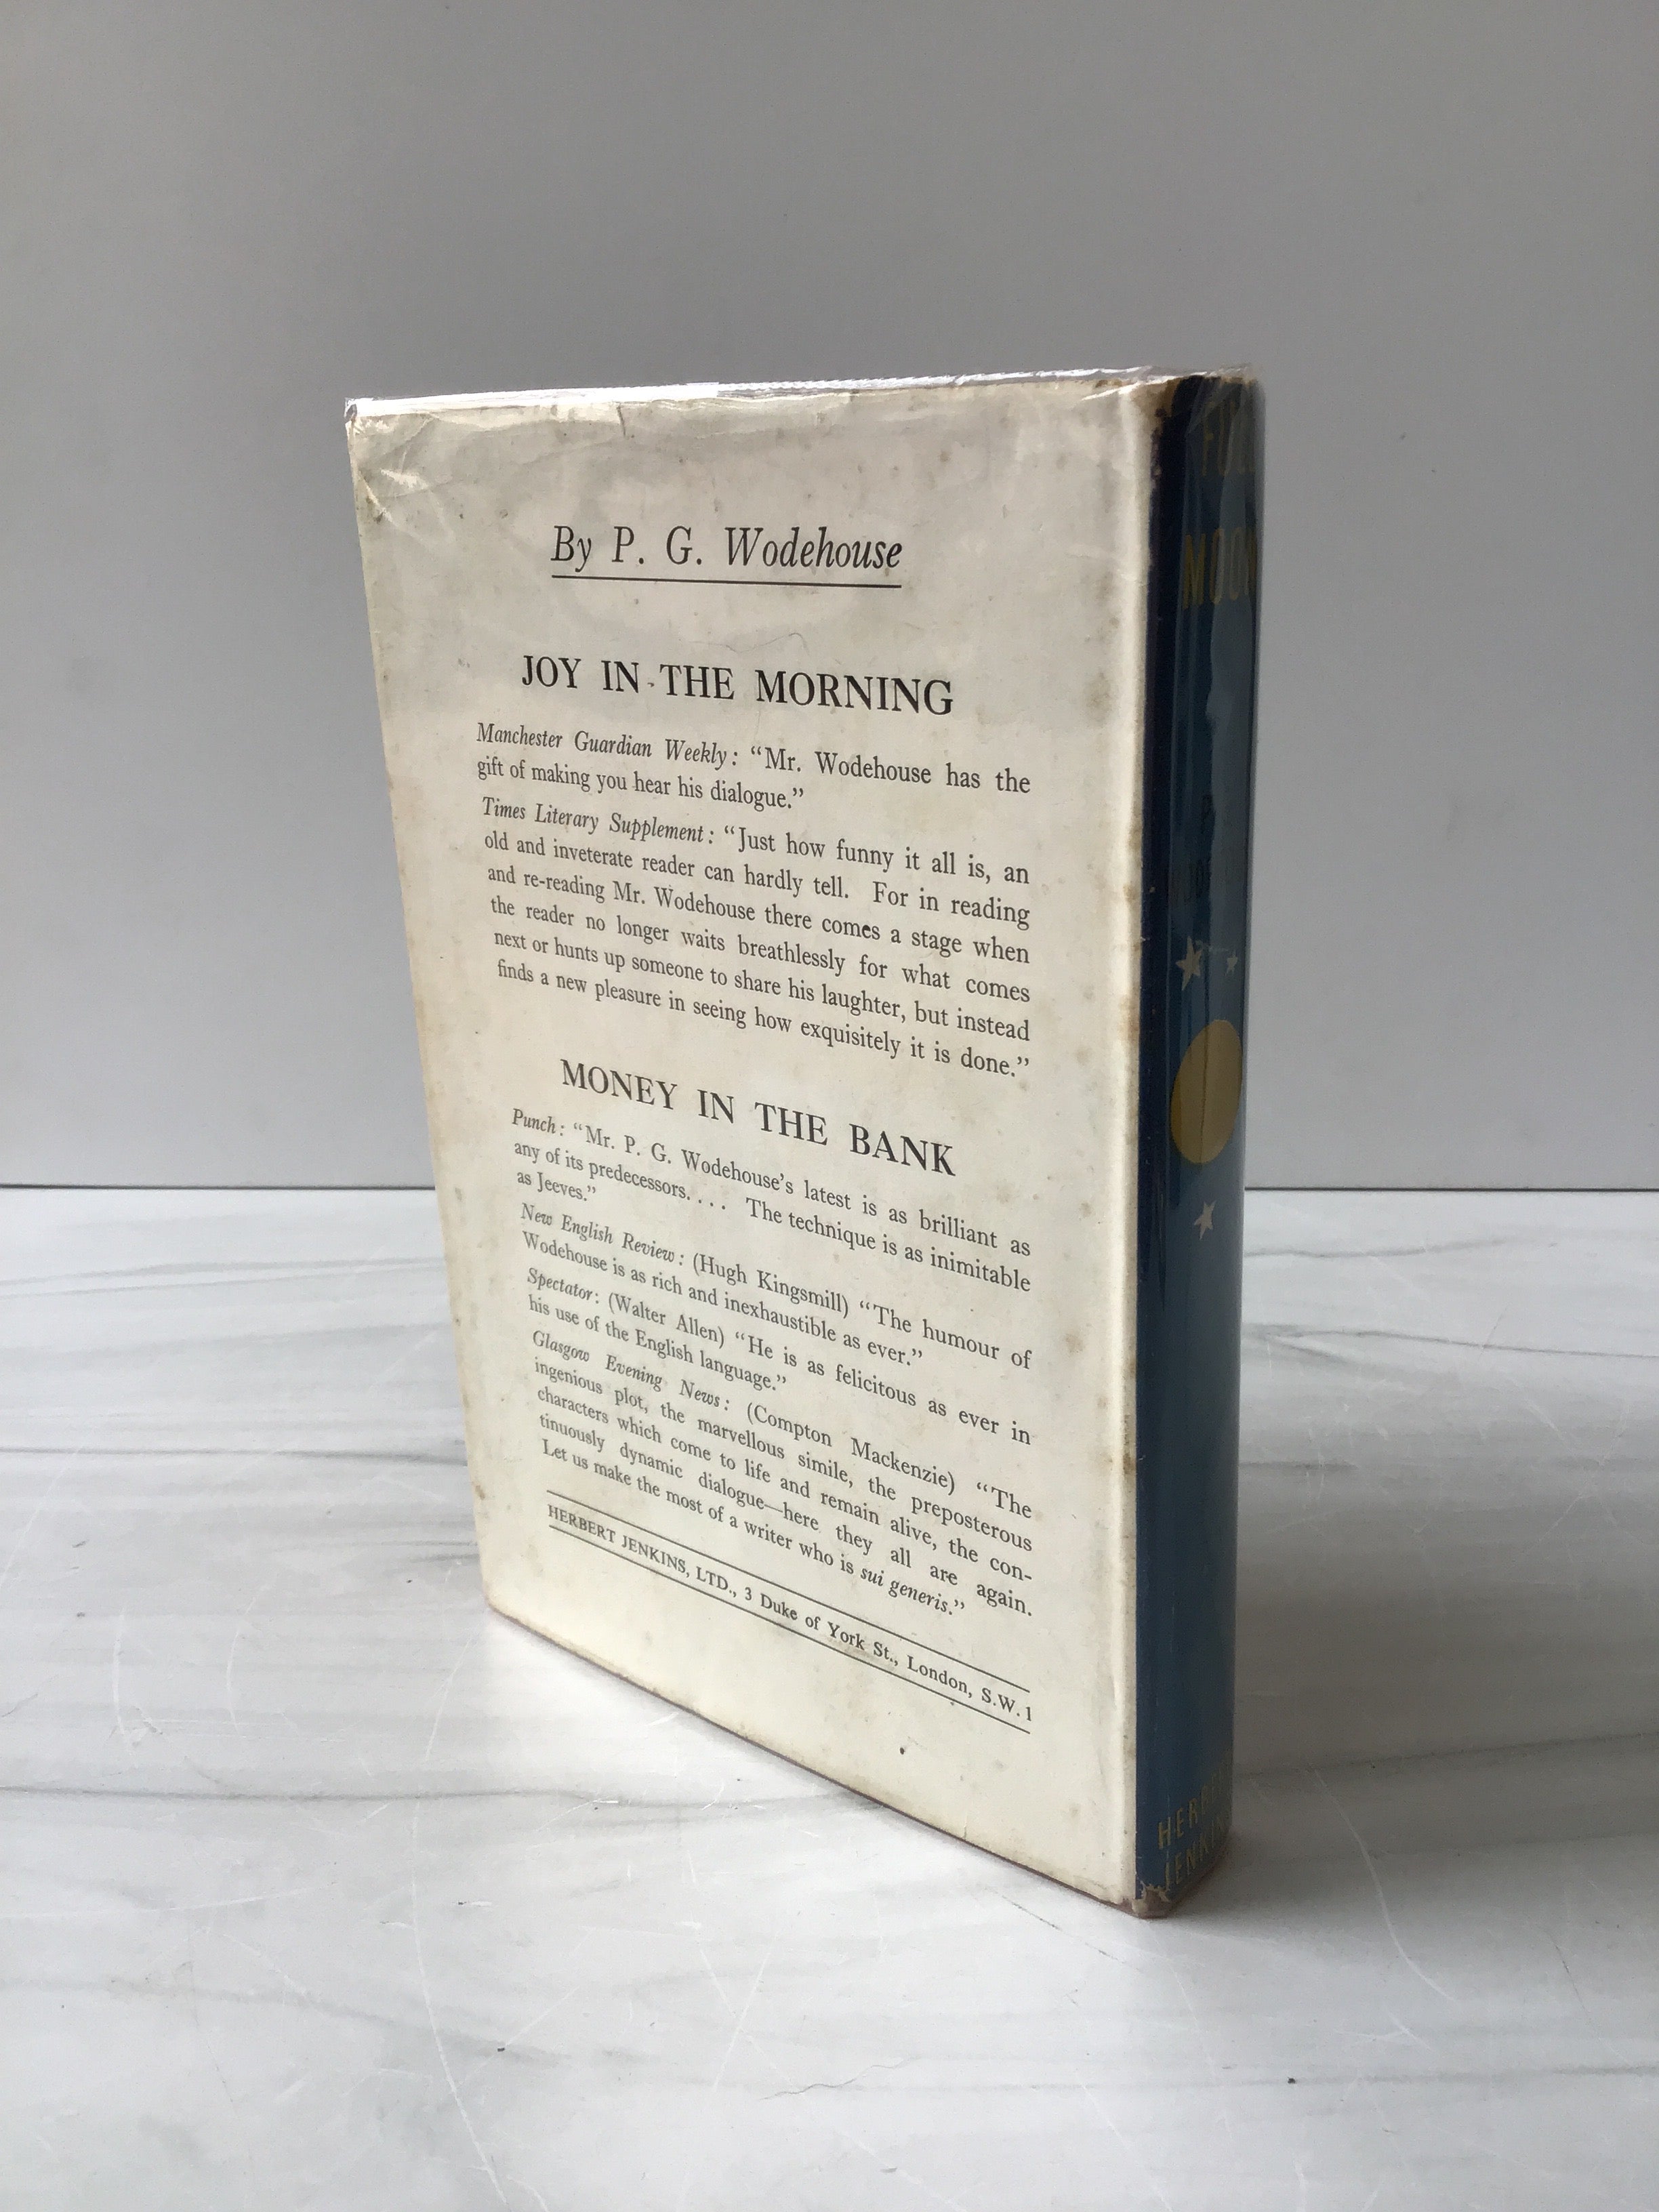 By P. G. Wodehouse
JOY IN THE MORNING
Manchester Guardian Weekly: “Mr. Wodehouse has the
gift of making you hear his dialogue.”
Times Literary Supplement: “Just how funny it all is, an
old and inveterate reader can hardly tell. For in reading
and re-reading Mr. Wodehouse there comes a stage when
the reader no longer waits breathlessly for what comes
next or hunts up someone to share his laughter, but instead
finds a new pleasure in seeing how exquisitely it is done.”
MONEY IN THE BANK
Punch: “Mr. P. G. Wodehouse’s latest is as brilliant as
any of its predecessors. . . . The technique is as inimitable
as Jeeves.”
New English Review: (Hugh Kingsmill) “The humour of
Wodehouse is as rich and inexhaustible as ever.”
Spectator: (Walter Allen) “He is as felicitous as ever in
his use of the English language.”
Glasgow Evening News: (Compton Mackenzie) “The
ingenious plot, the marvellous simile, the preposterous
characters which come to life and remain alive, the con-
tinuously dynamic dialogue—here they all are again.
Let us make the most of a writer who is sui generis.”
HERBERT JENKINS, LTD., 3 Duke of York St., London, S.W.1
MOON